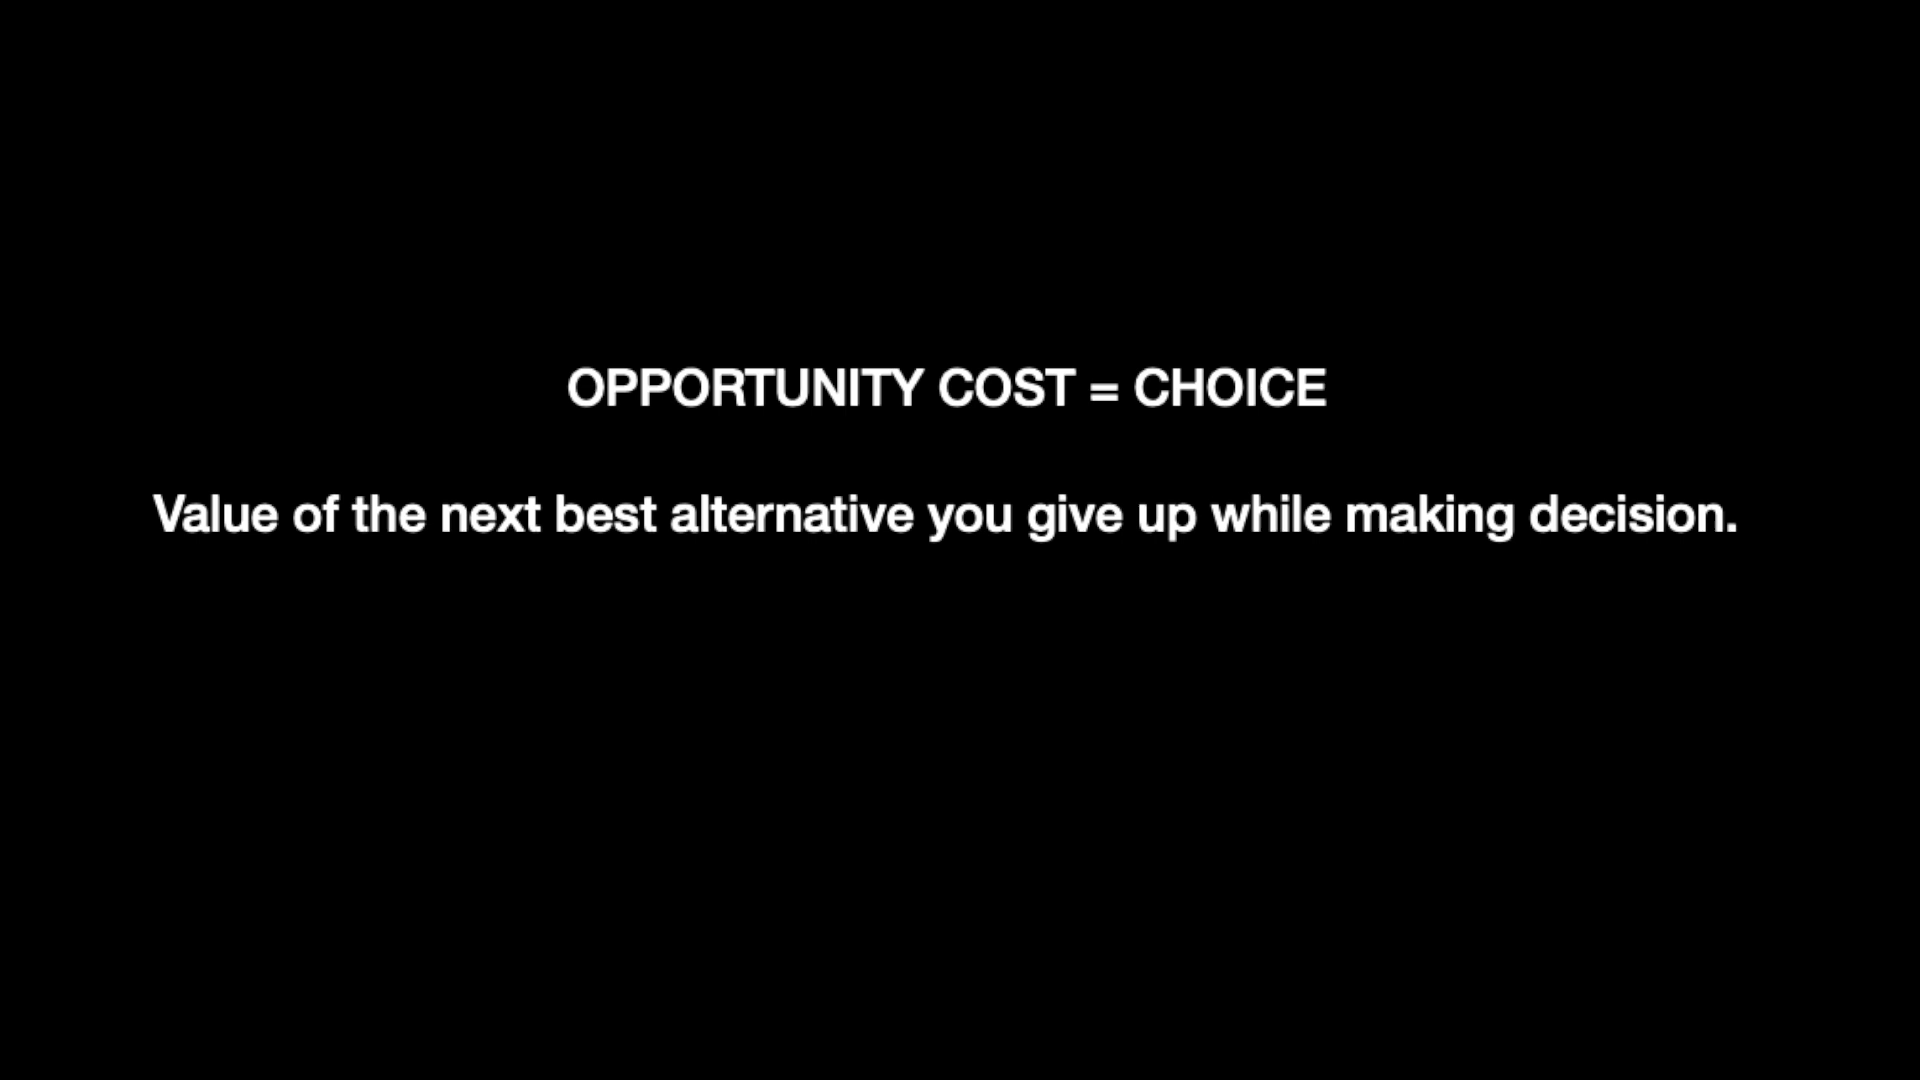 OPPORTUNITY COST = CHOICE
Value of the next best alternative you give up while making decision.